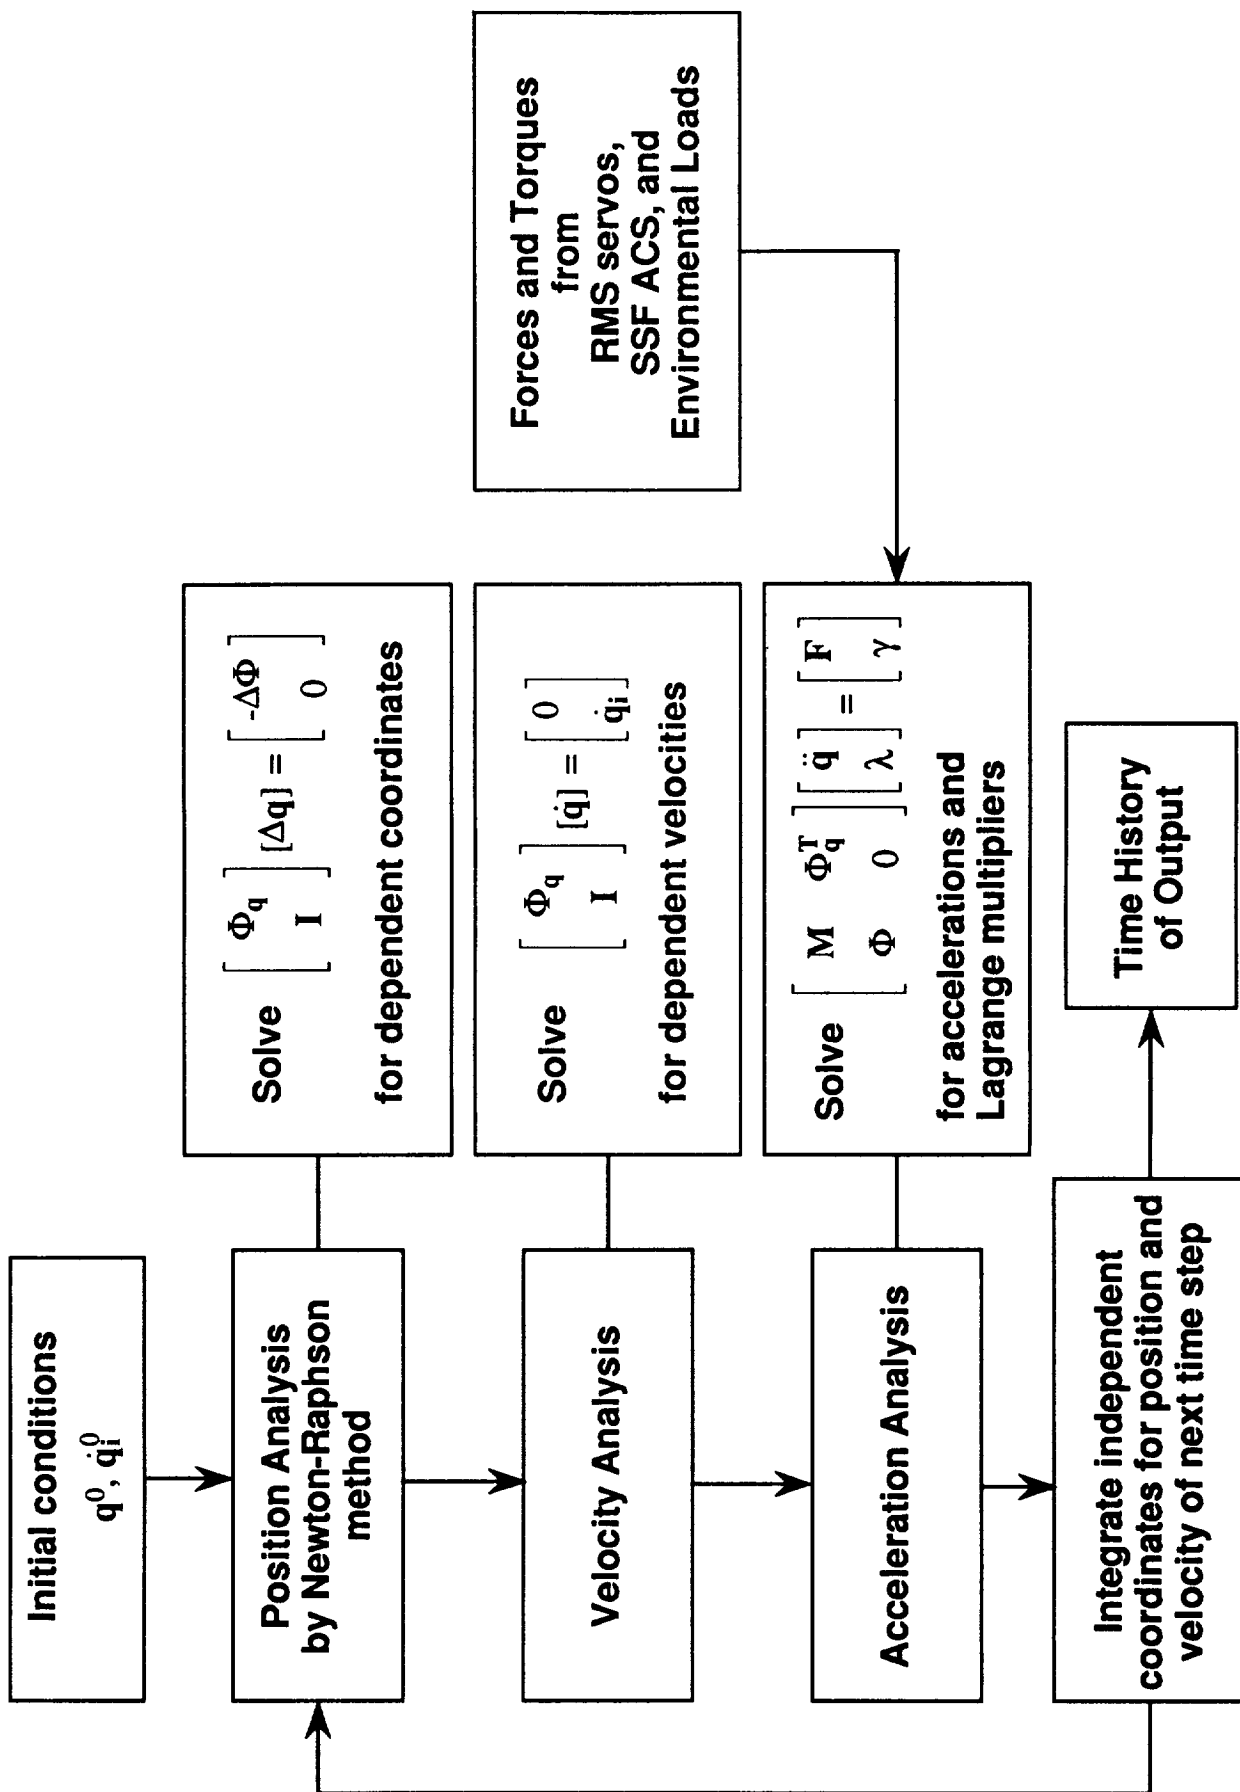 Initial conditions
q⁰, q̇ᵢ⁰
Position Analysis
by Newton-Raphson
method
Solve [Φ_q; I] [Δq] = [-ΔΦ; 0]
for dependent coordinates
Velocity Analysis
Solve [Φ_q; I] [q̇] = [0; q̇ᵢ]
for dependent velocities
Forces and Torques
from
RMS servos,
SSF ACS, and
Environmental Loads
Acceleration Analysis
Solve [M Φ_q^T; Φ 0] [q̈; λ] = [F; γ]
for accelerations and
Lagrange multipliers
Integrate independent
coordinates for position and
velocity of next time step
Time History
of Output